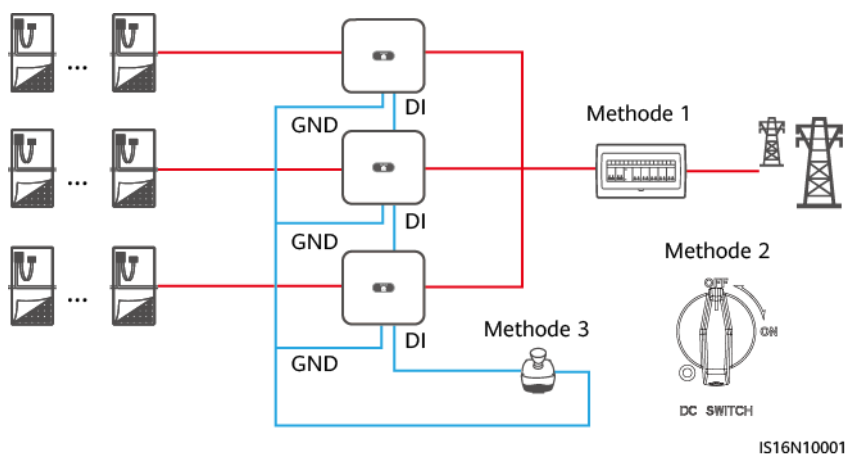 ...
DI
GND
Methode 1
...
DI
GND
Methode 2
OFF
ON
...
Methode 3
DI
GND
DC SWITCH
IS16N10001